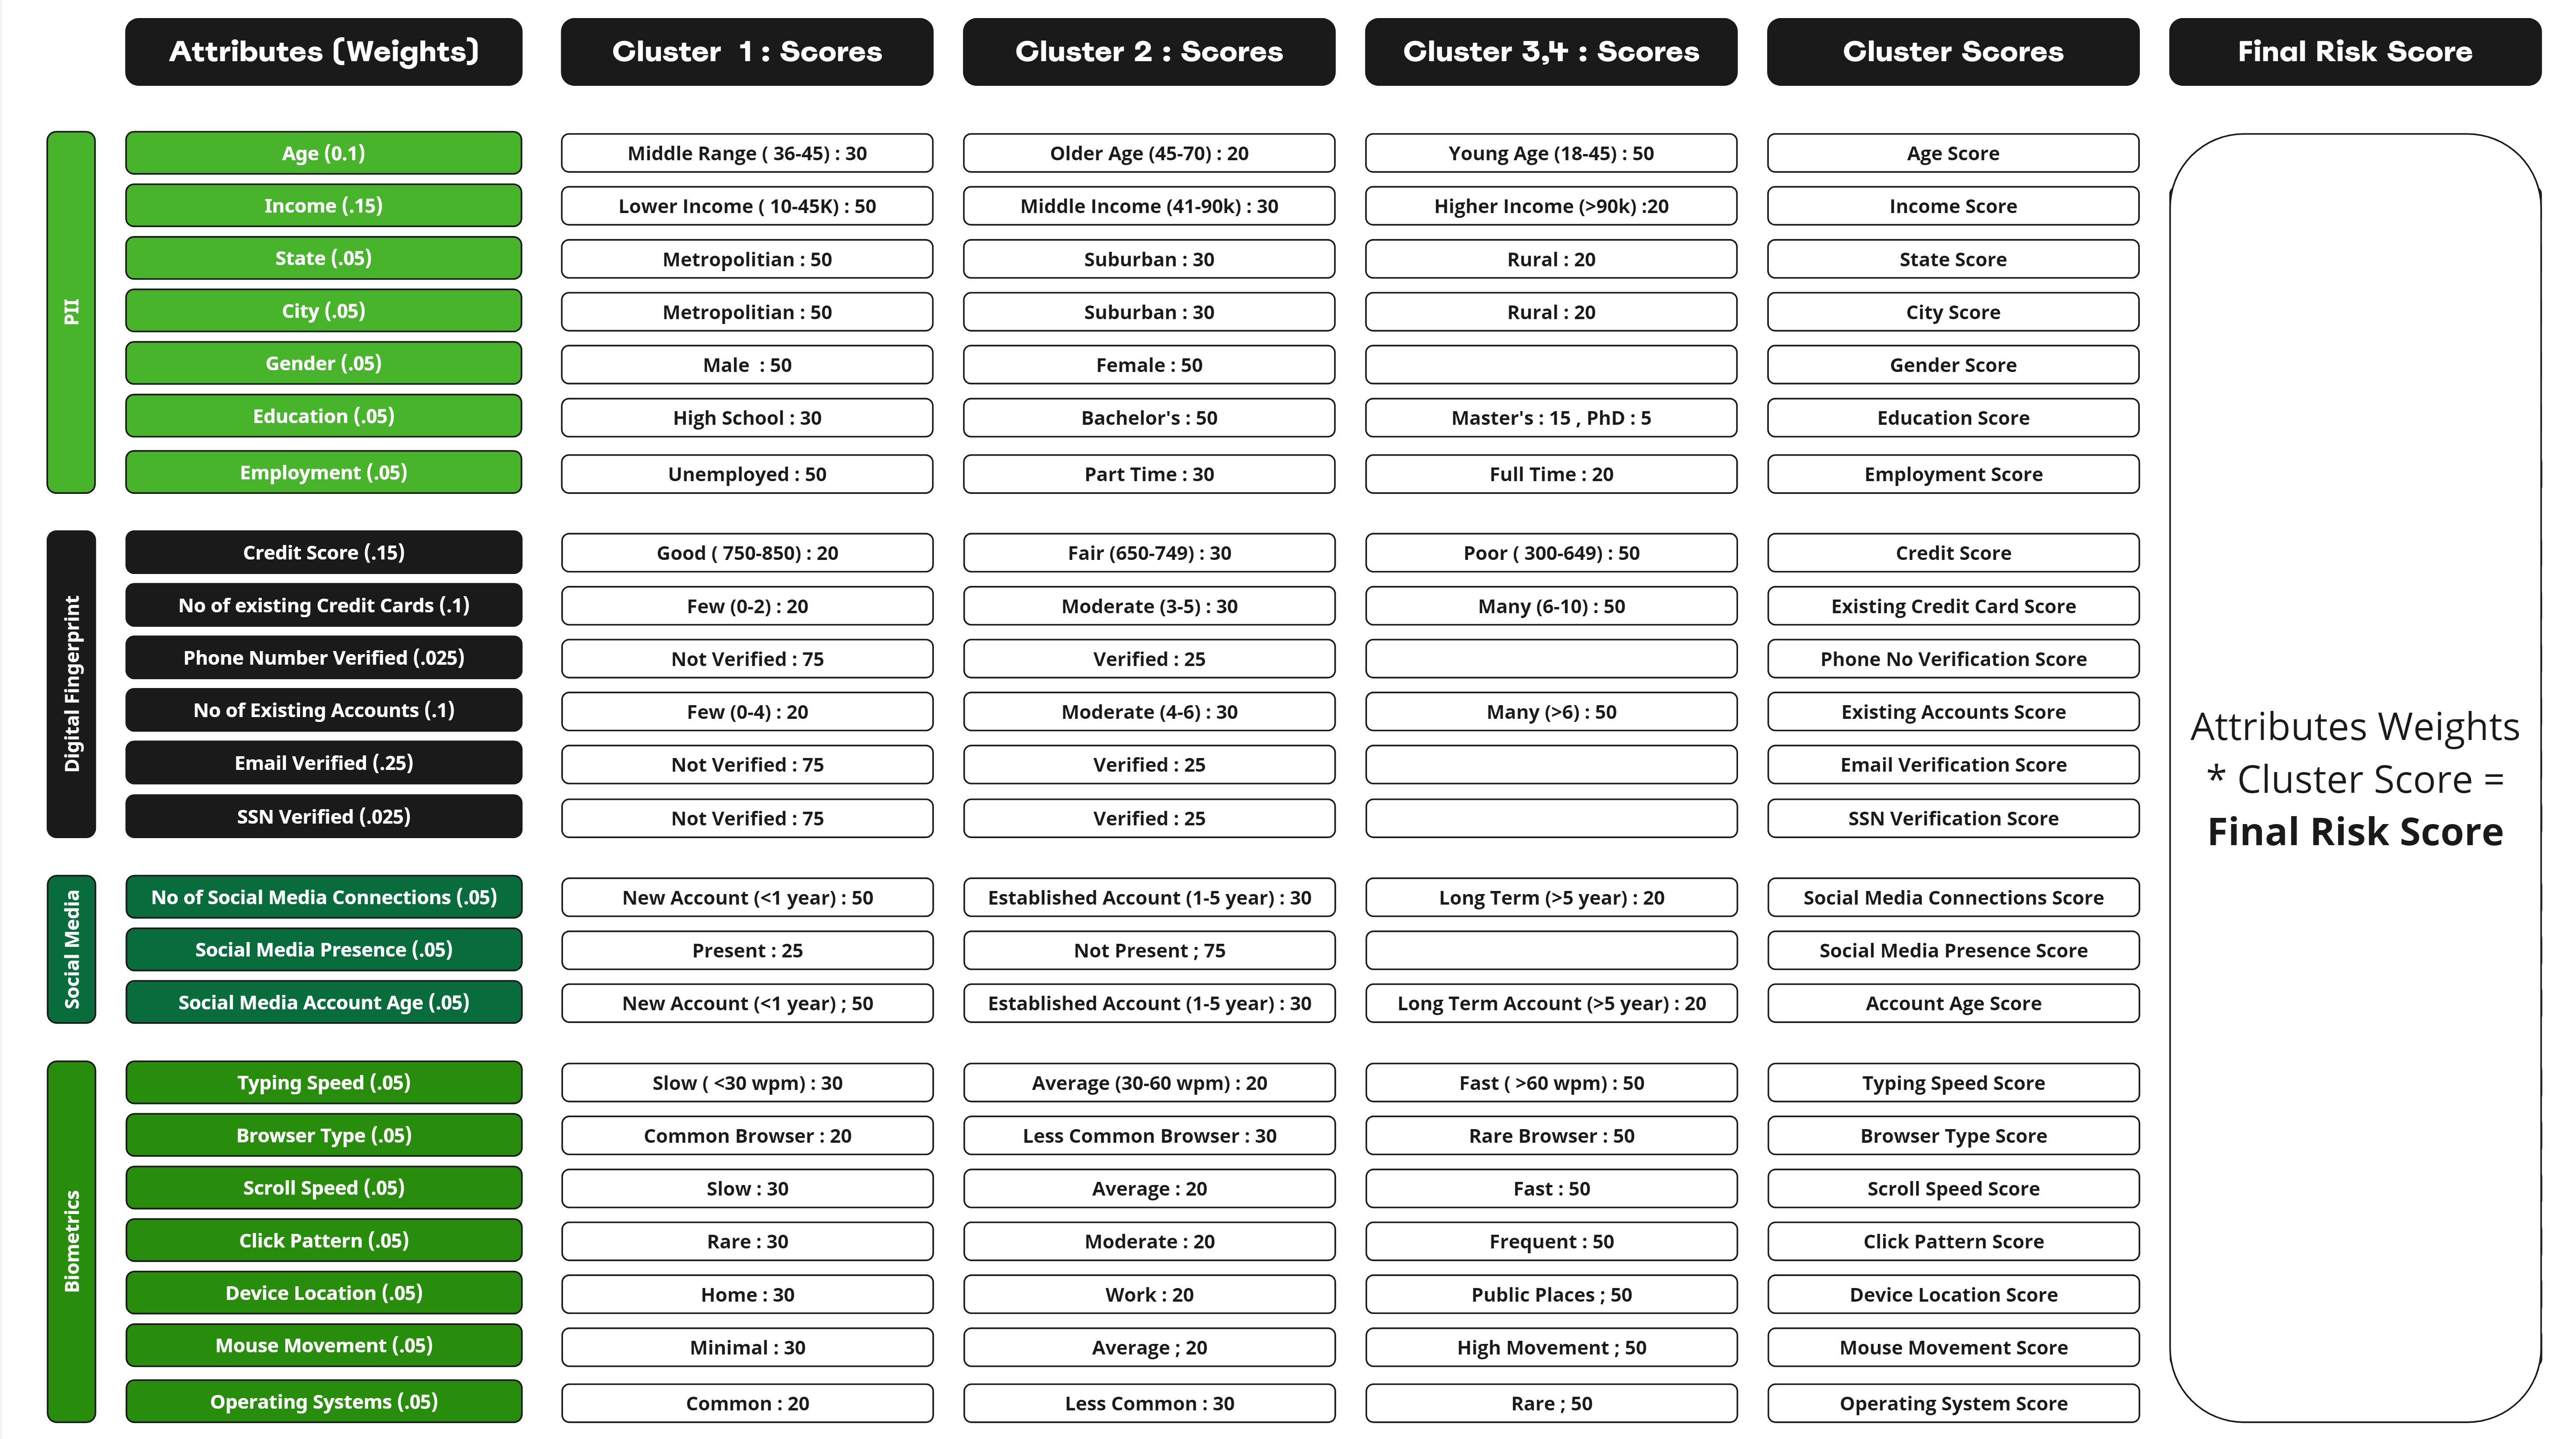 Attributes (Weights)
Cluster  1 : Scores
Cluster 2 : Scores
Cluster 3,4 : Scores
Cluster Scores
Final Risk Score
PII
Age (0.1)
Middle Range ( 36-45) : 30
Older Age (45-70) : 20
Young Age (18-45) : 50
Age Score
Income (.15)
Lower Income ( 10-45K) : 50
Middle Income (41-90k) : 30
Higher Income (>90k) :20
Income Score
State (.05)
Metropolitian : 50
Suburban : 30
Rural : 20
State Score
City (.05)
Metropolitian : 50
Suburban : 30
Rural : 20
City Score
Gender (.05)
Male  : 50
Female : 50
Gender Score
Education (.05)
High School : 30
Bachelor's : 50
Master's : 15 , PhD : 5
Education Score
Employment (.05)
Unemployed : 50
Part Time : 30
Full Time : 20
Employment Score
Digital Fingerprint
Credit Score (.15)
Good ( 750-850) : 20
Fair (650-749) : 30
Poor ( 300-649) : 50
Credit Score
No of existing Credit Cards (.1)
Few (0-2) : 20
Moderate (3-5) : 30
Many (6-10) : 50
Existing Credit Card Score
Phone Number Verified (.025)
Not Verified : 75
Verified : 25
Phone No Verification Score
No of Existing Accounts (.1)
Few (0-4) : 20
Moderate (4-6) : 30
Many (>6) : 50
Existing Accounts Score
Email Verified (.25)
Not Verified : 75
Verified : 25
Email Verification Score
SSN Verified (.025)
Not Verified : 75
Verified : 25
SSN Verification Score
Social Media
No of Social Media Connections (.05)
New Account (<1 year) : 50
Established Account (1-5 year) : 30
Long Term (>5 year) : 20
Social Media Connections Score
Social Media Presence (.05)
Present : 25
Not Present ; 75
Social Media Presence Score
Social Media Account Age (.05)
New Account (<1 year) ; 50
Established Account (1-5 year) : 30
Long Term Account (>5 year) : 20
Account Age Score
Biometrics
Typing Speed (.05)
Slow ( <30 wpm) : 30
Average (30-60 wpm) : 20
Fast ( >60 wpm) : 50
Typing Speed Score
Browser Type (.05)
Common Browser : 20
Less Common Browser : 30
Rare Browser : 50
Browser Type Score
Scroll Speed (.05)
Slow : 30
Average : 20
Fast : 50
Scroll Speed Score
Click Pattern (.05)
Rare : 30
Moderate : 20
Frequent : 50
Click Pattern Score
Device Location (.05)
Home : 30
Work : 20
Public Places ; 50
Device Location Score
Mouse Movement (.05)
Minimal : 30
Average ; 20
High Movement ; 50
Mouse Movement Score
Operating Systems (.05)
Common : 20
Less Common : 30
Rare ; 50
Operating System Score
Attributes Weights
* Cluster Score =
Final Risk Score